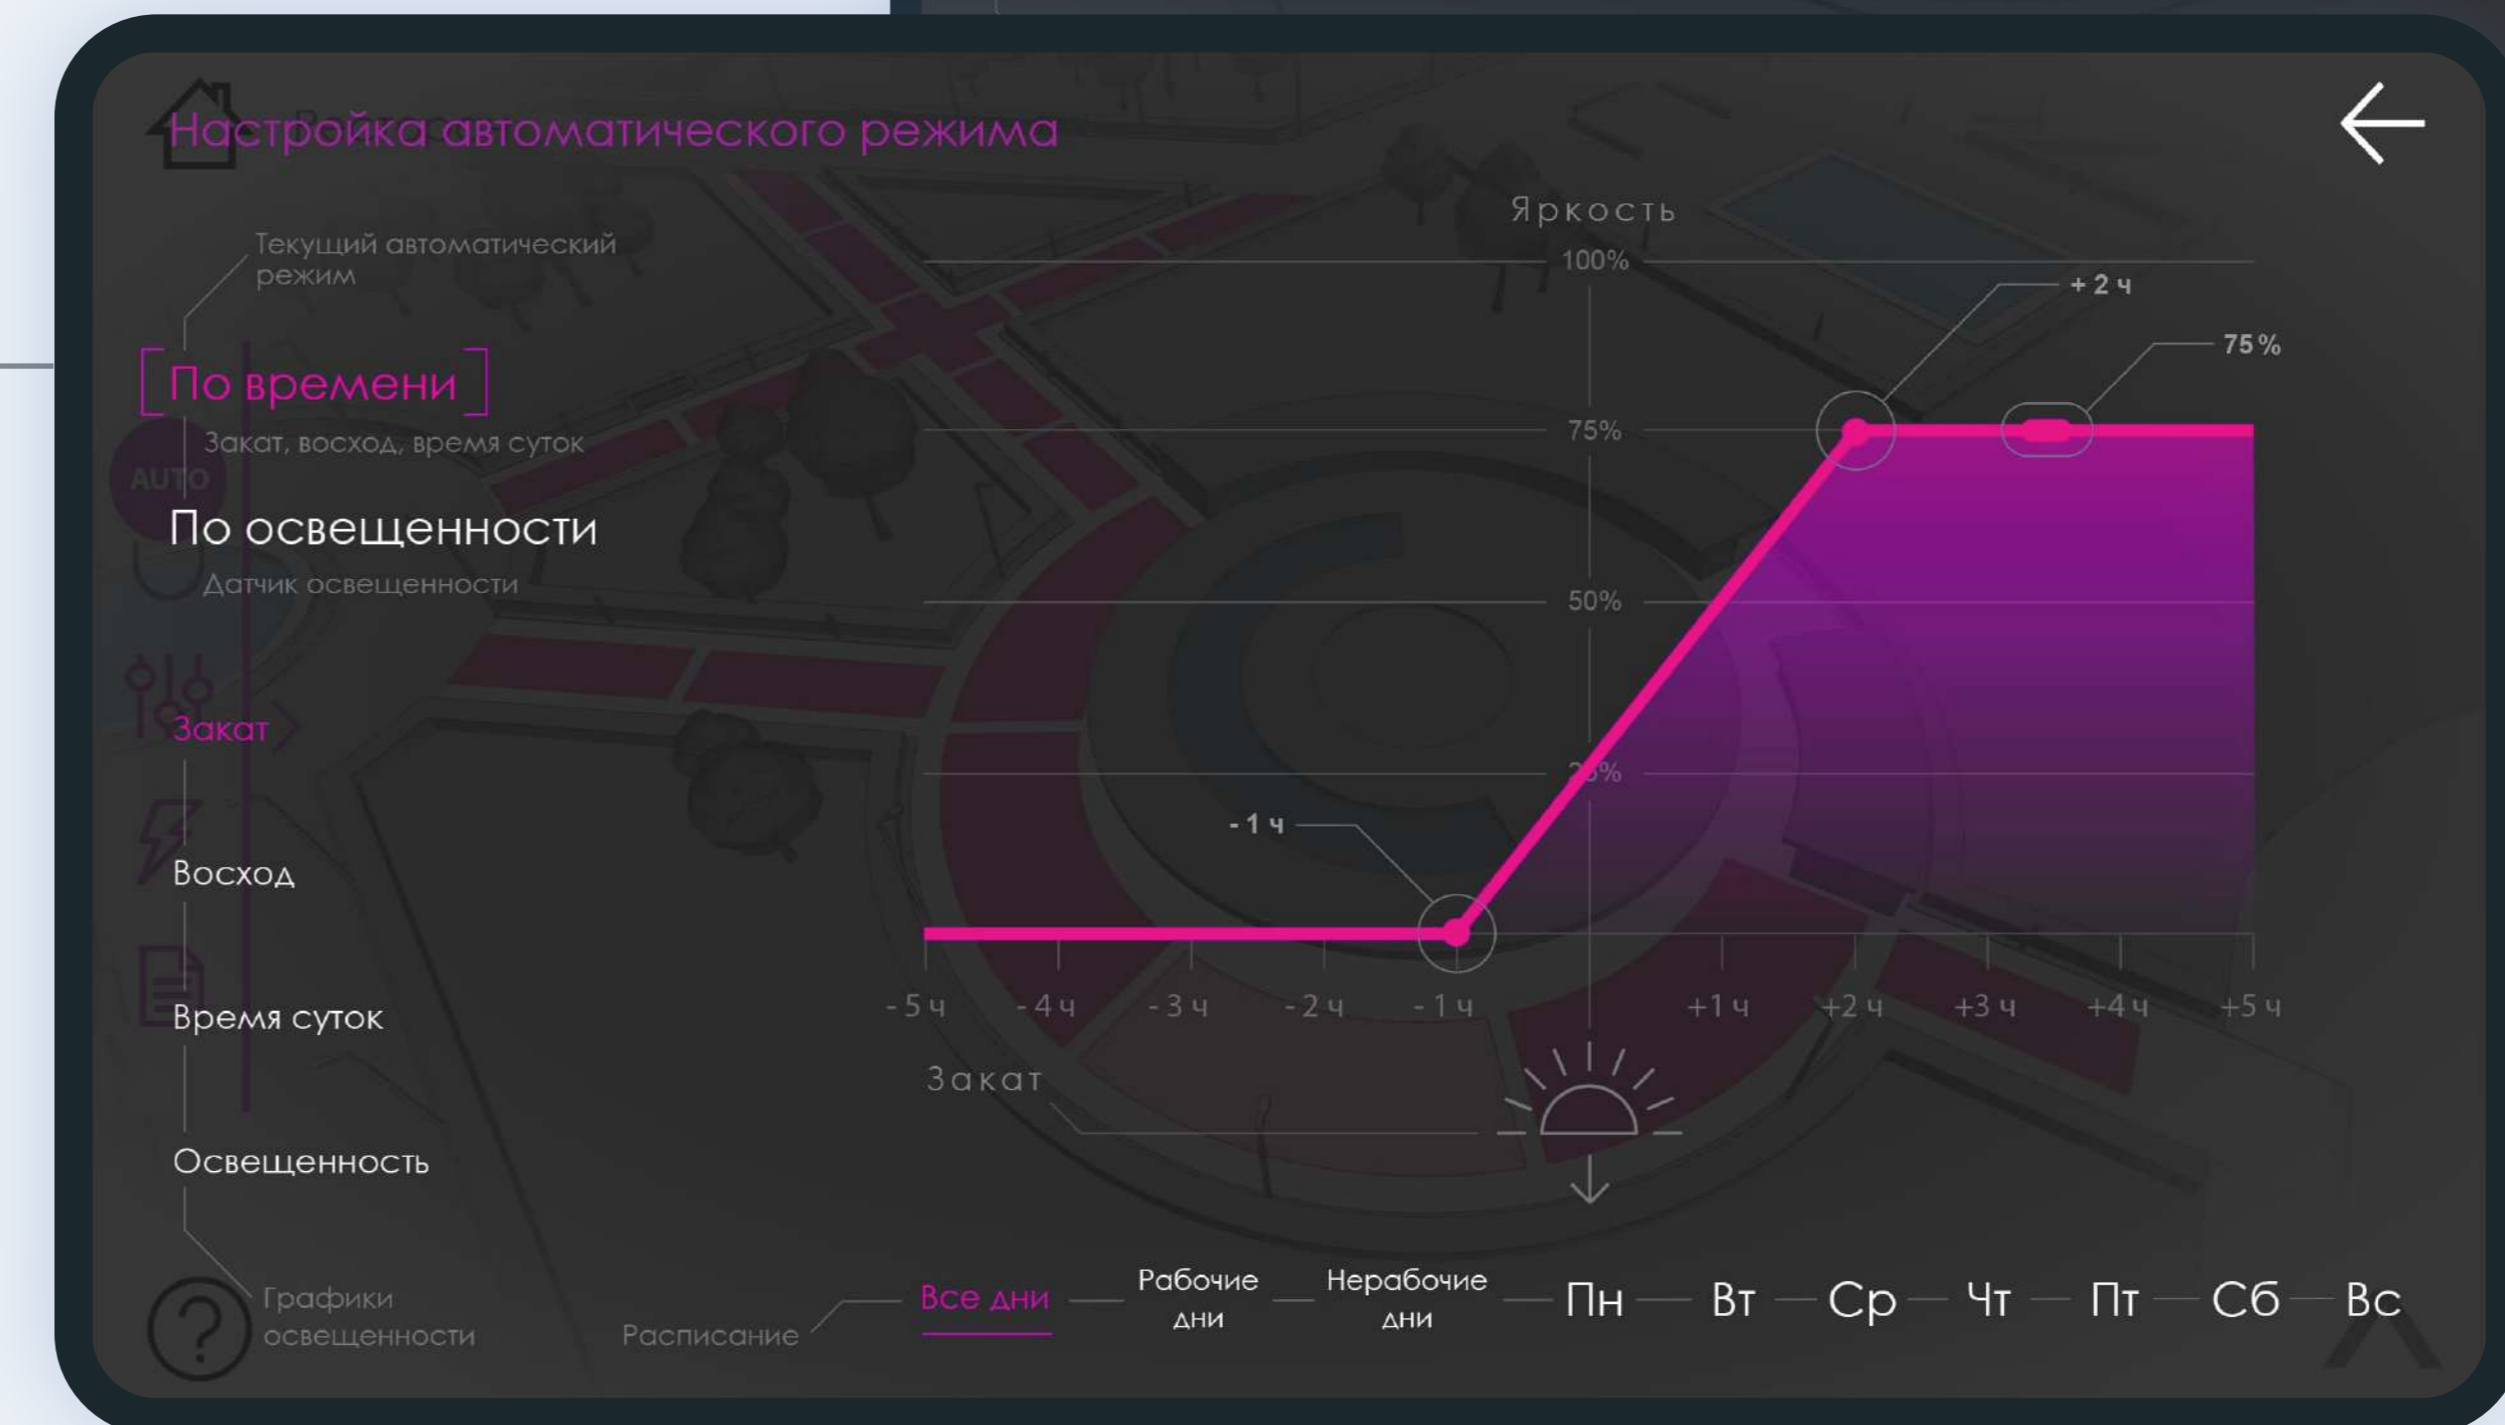 Настройка автоматического режима
Текущий автоматический
режим
По времени
Закат, восход, время суток
AUTO
По освещенности
Датчик освещенности
Закат
Восход
Время суток
Освещенность
Графики
освещенности
?
Яркость
100%
75%
50%
25%
+ 2 ч
75%
- 1 ч
- 5 ч
- 4 ч
- 3 ч
- 2 ч
- 1 ч
+1 ч
+2 ч
+3 ч
+4 ч
+5 ч
Закат
Расписание
Все дни
Рабочие
дни
Нерабочие
дни
Пн
Вт
Ср
Чт
Пт
Сб
Вс